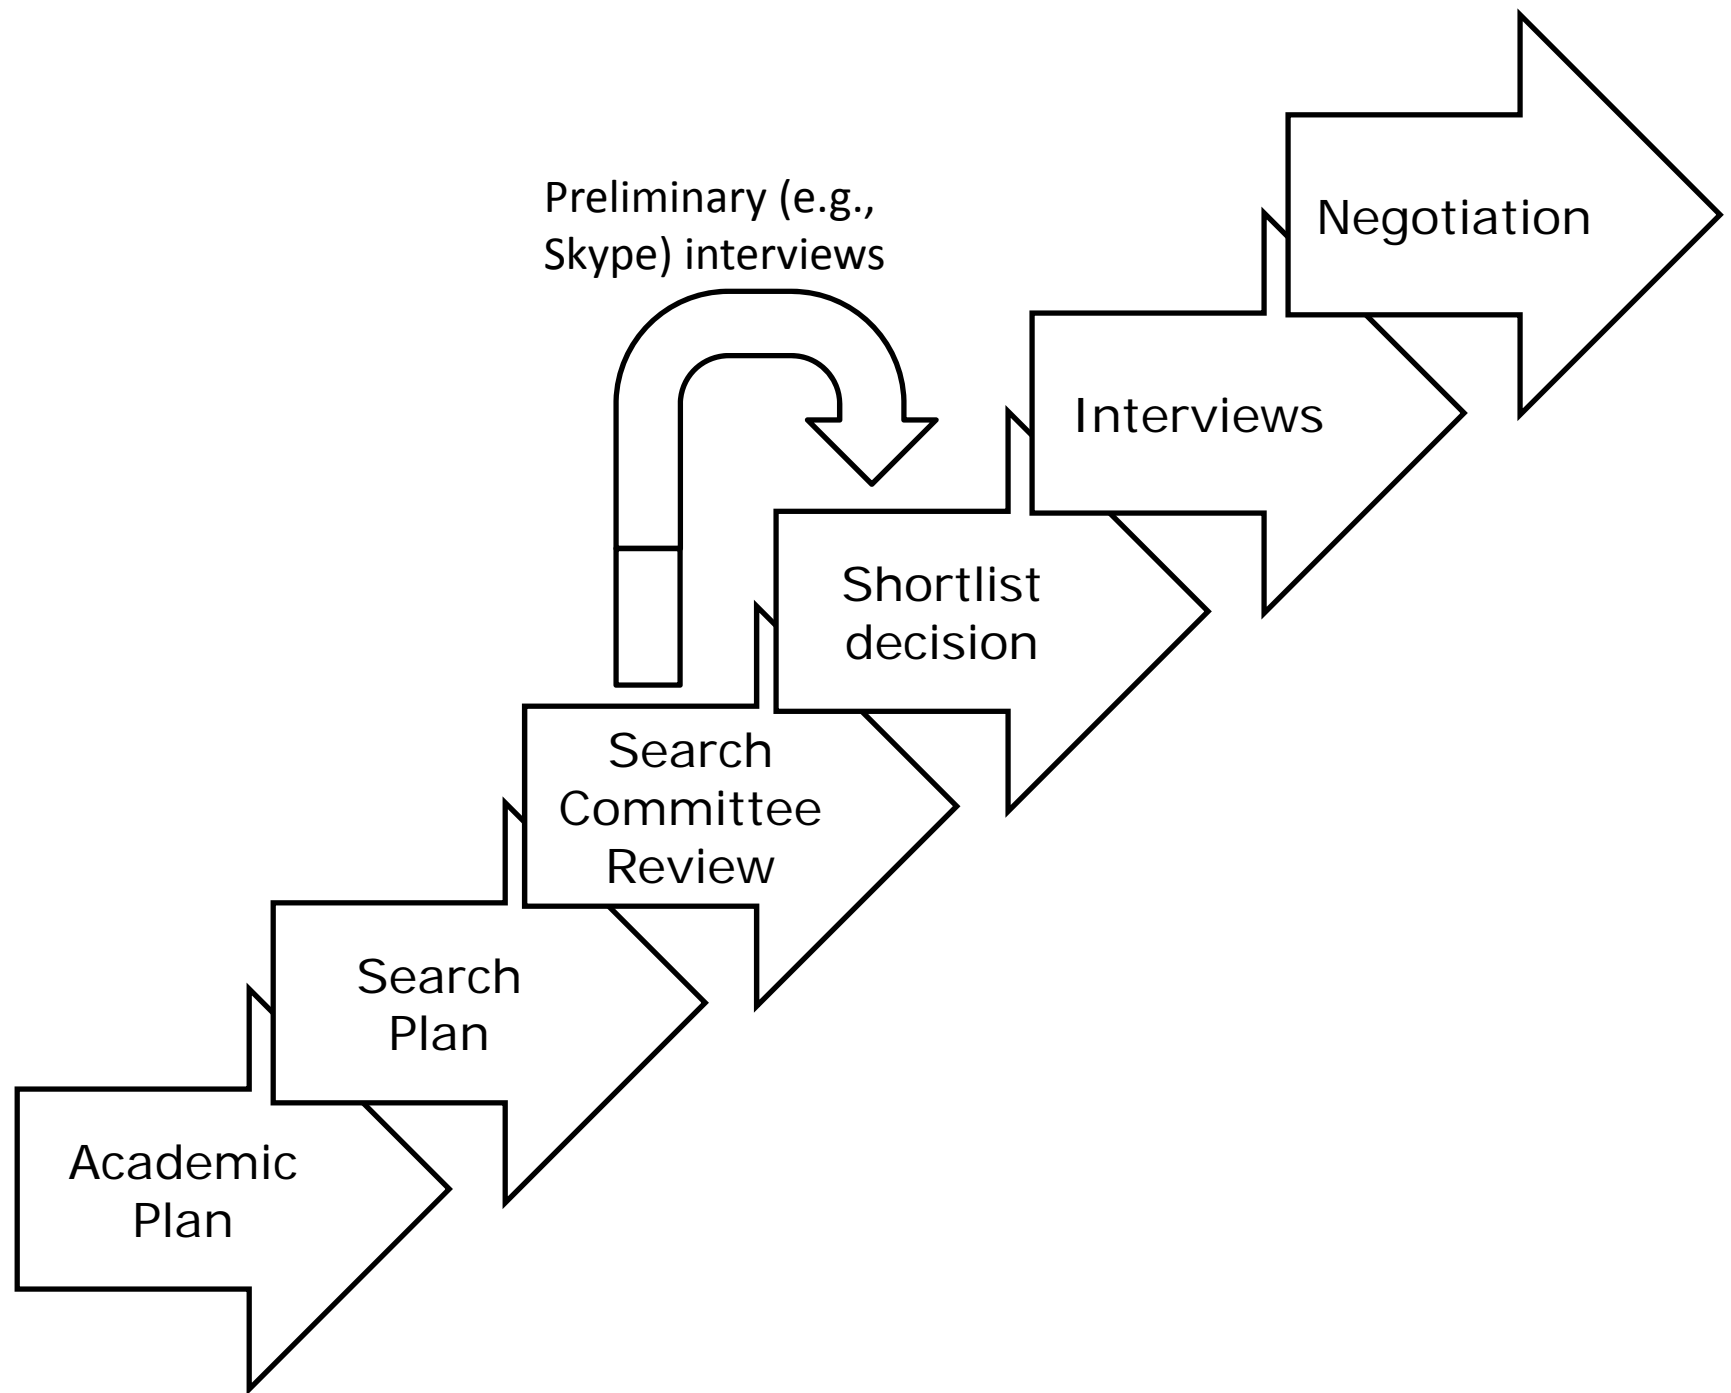 Preliminary (e.g.,
Skype) interviews
Negotiation
Interviews
Shortlist
decision
Search
Committee
Review
Search
Plan
Academic
Plan